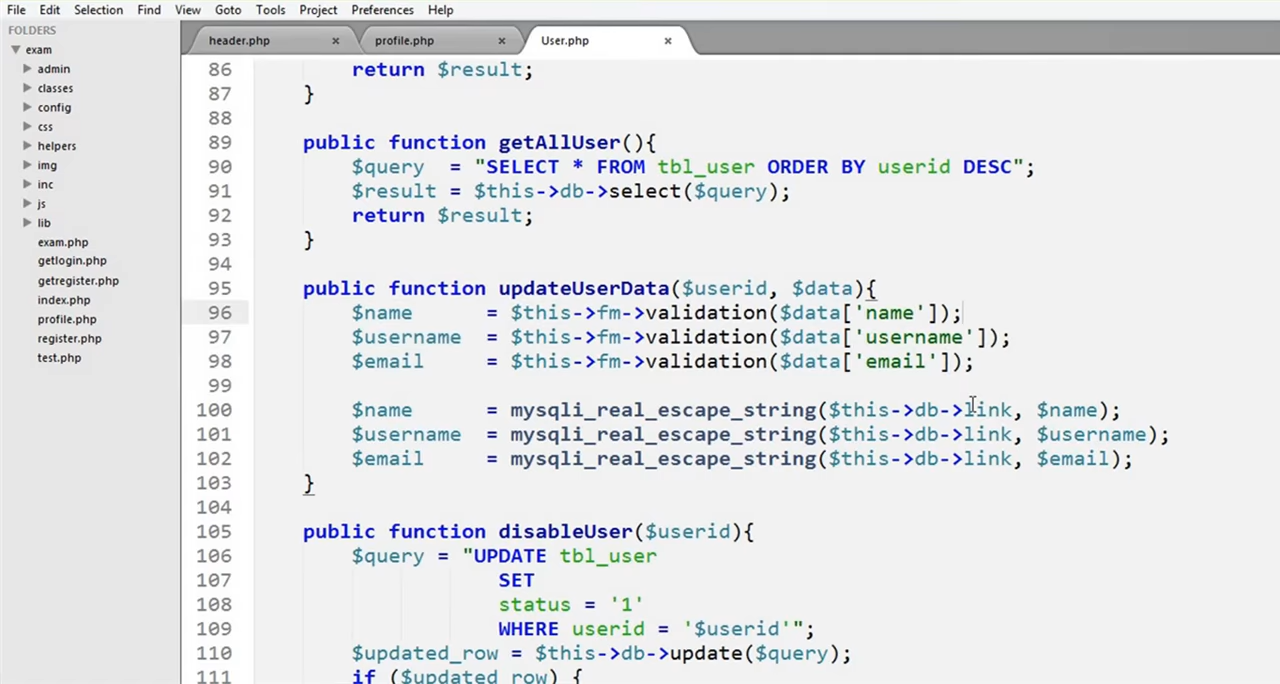 File Edit Selection Find View Goto Tools Project Preferences Help
FOLDERS
exam
admin
classes
config
css
helpers
img
inc
js
lib
exam.php
getlogin.php
getregister.php
index.php
profile.php
register.php
test.php
header.php × profile.php × User.php ×
86 return $result;
87 }
88
89 public function getAllUser(){
90 $query = "SELECT * FROM tbl_user ORDER BY userid DESC";
91 $result = $this->db->select($query);
92 return $result;
93 }
94
95 public function updateUserData($userid, $data){
96 $name = $this->fm->validation($data['name']);
97 $username = $this->fm->validation($data['username']);
98 $email = $this->fm->validation($data['email']);
99
100 $name = mysqli_real_escape_string($this->db->link, $name);
101 $username = mysqli_real_escape_string($this->db->link, $username);
102 $email = mysqli_real_escape_string($this->db->link, $email);
103 }
104
105 public function disableUser($userid){
106 $query = "UPDATE tbl_user
107 SET
108 status = '1'
109 WHERE userid = '$userid'";
110 $updated_row = $this->db->update($query);
111 if ($updated_row) {